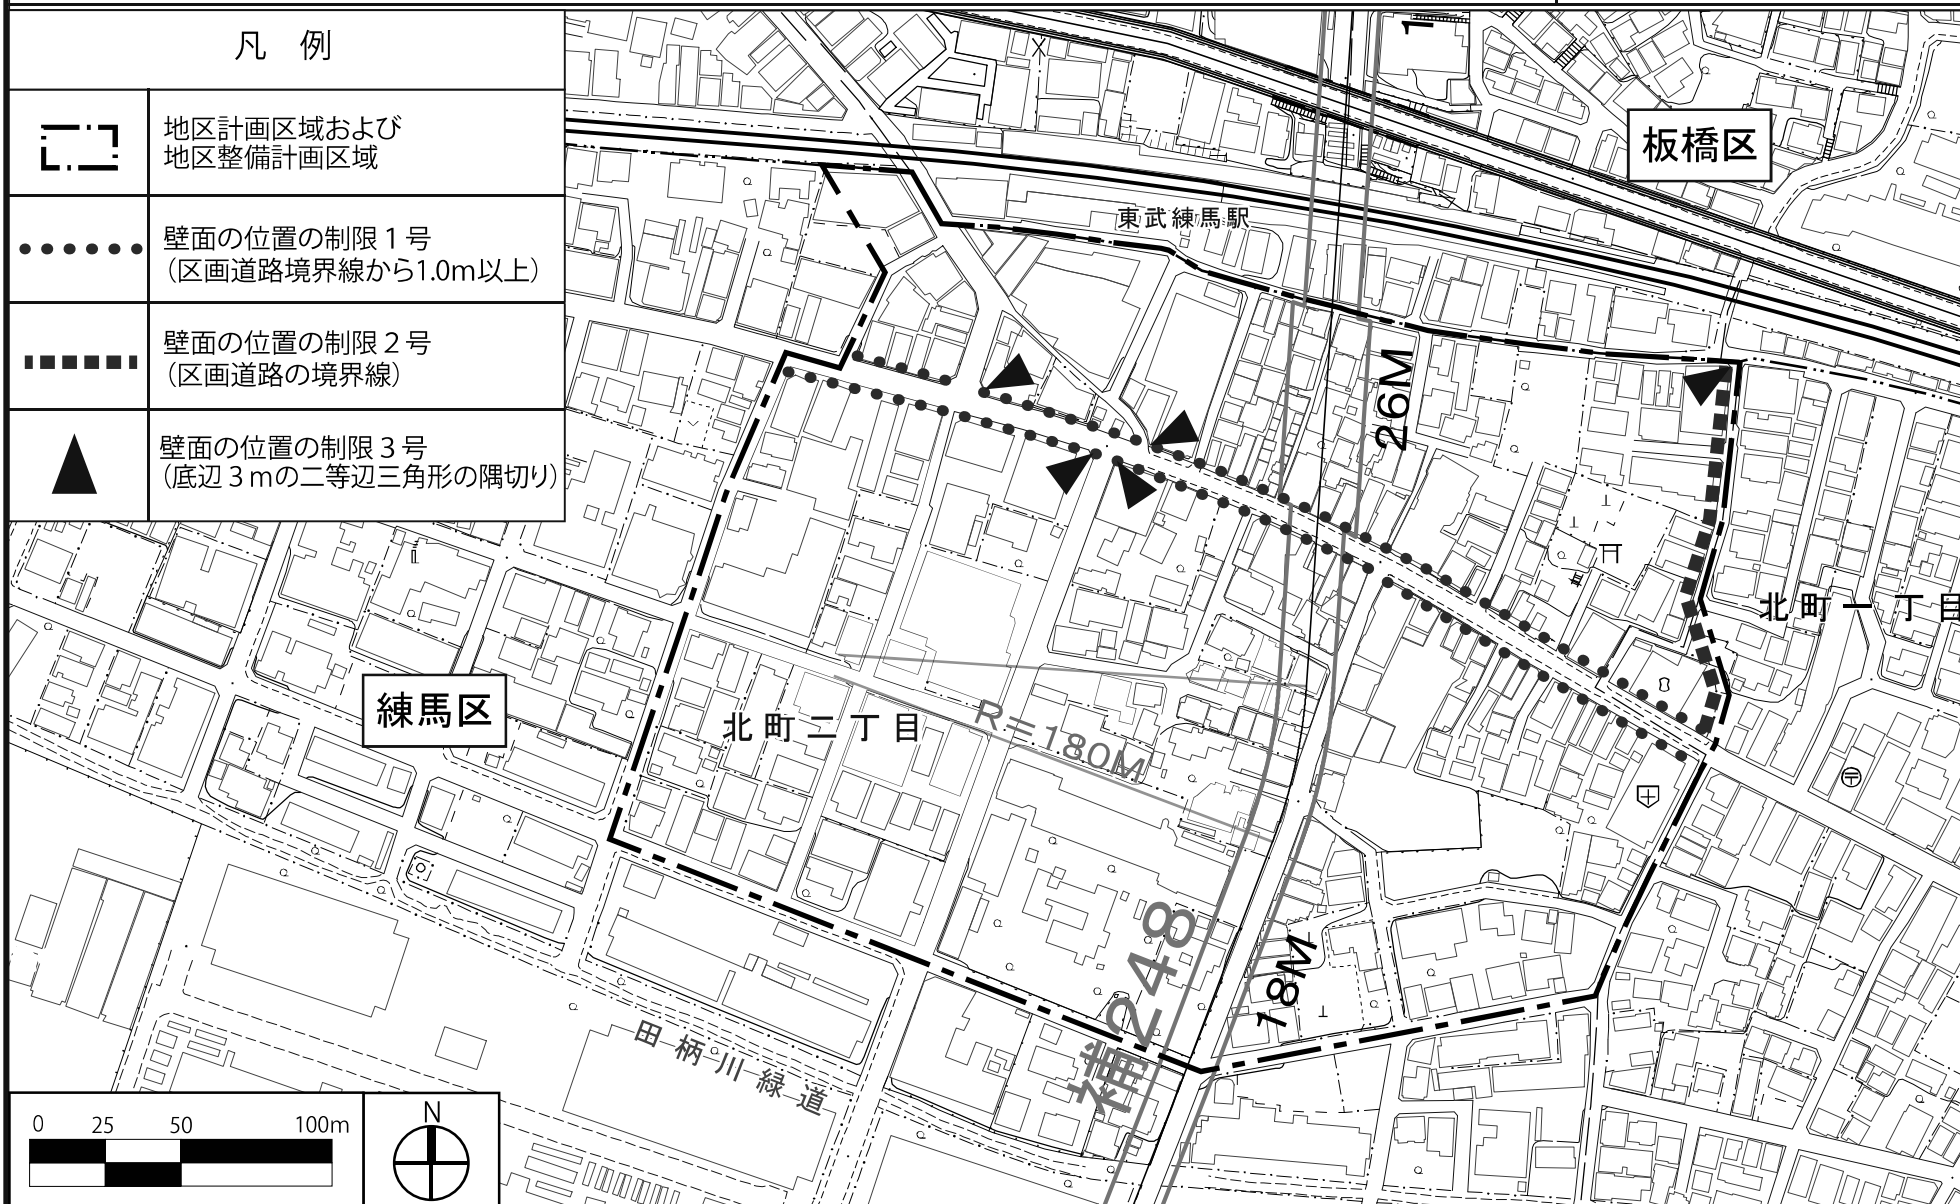 凡 例
地区計画区域および
地区整備計画区域
壁面の位置の制限１号
（区画道路境界線から1.0m以上）
壁面の位置の制限２号
（区画道路の境界線）
壁面の位置の制限３号
（底辺３ｍの二等辺三角形の隅切り）
板橋区
東武練馬駅
26M
北町一丁目
練馬区
北町二丁目
R=180M
補248
18M
田柄川緑道
0 25 50 100m
N